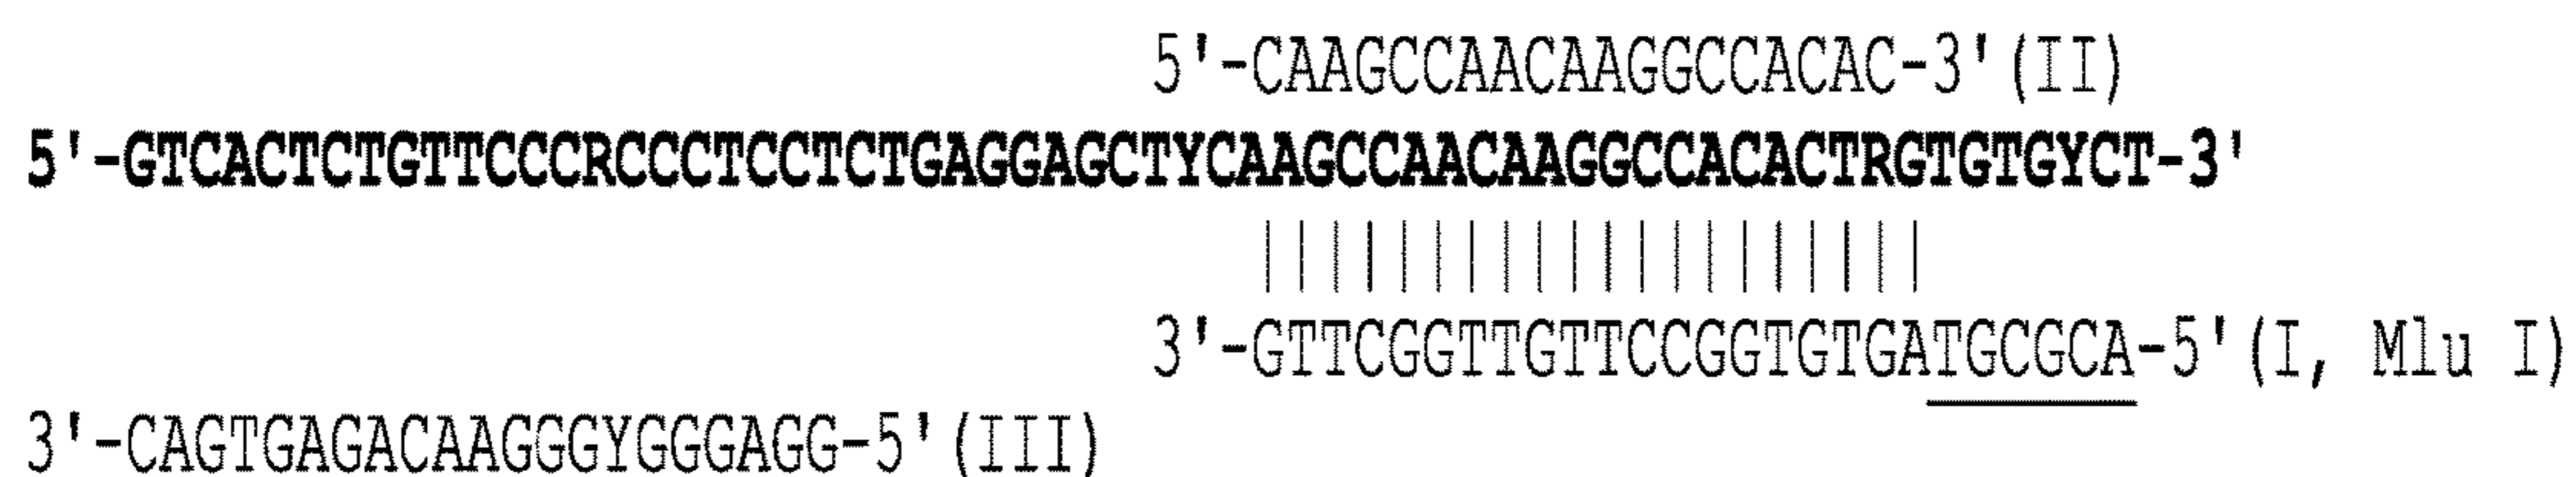 5'-CAAGCCAACAAGGCCACAC-3'(II)
5'-GTCACTCTGTTCCCRCCCTCCTCTGAGGAGCTYCAAGCCAACAAGGCCACACTRGTGTGYCT-3'
3'-GTTCGGTTGTTCCGGTGTGATGCGCA-5'(I, Mlu I)
3'-CAGTGAGACAAGGGYGGGAGG-5'(III)